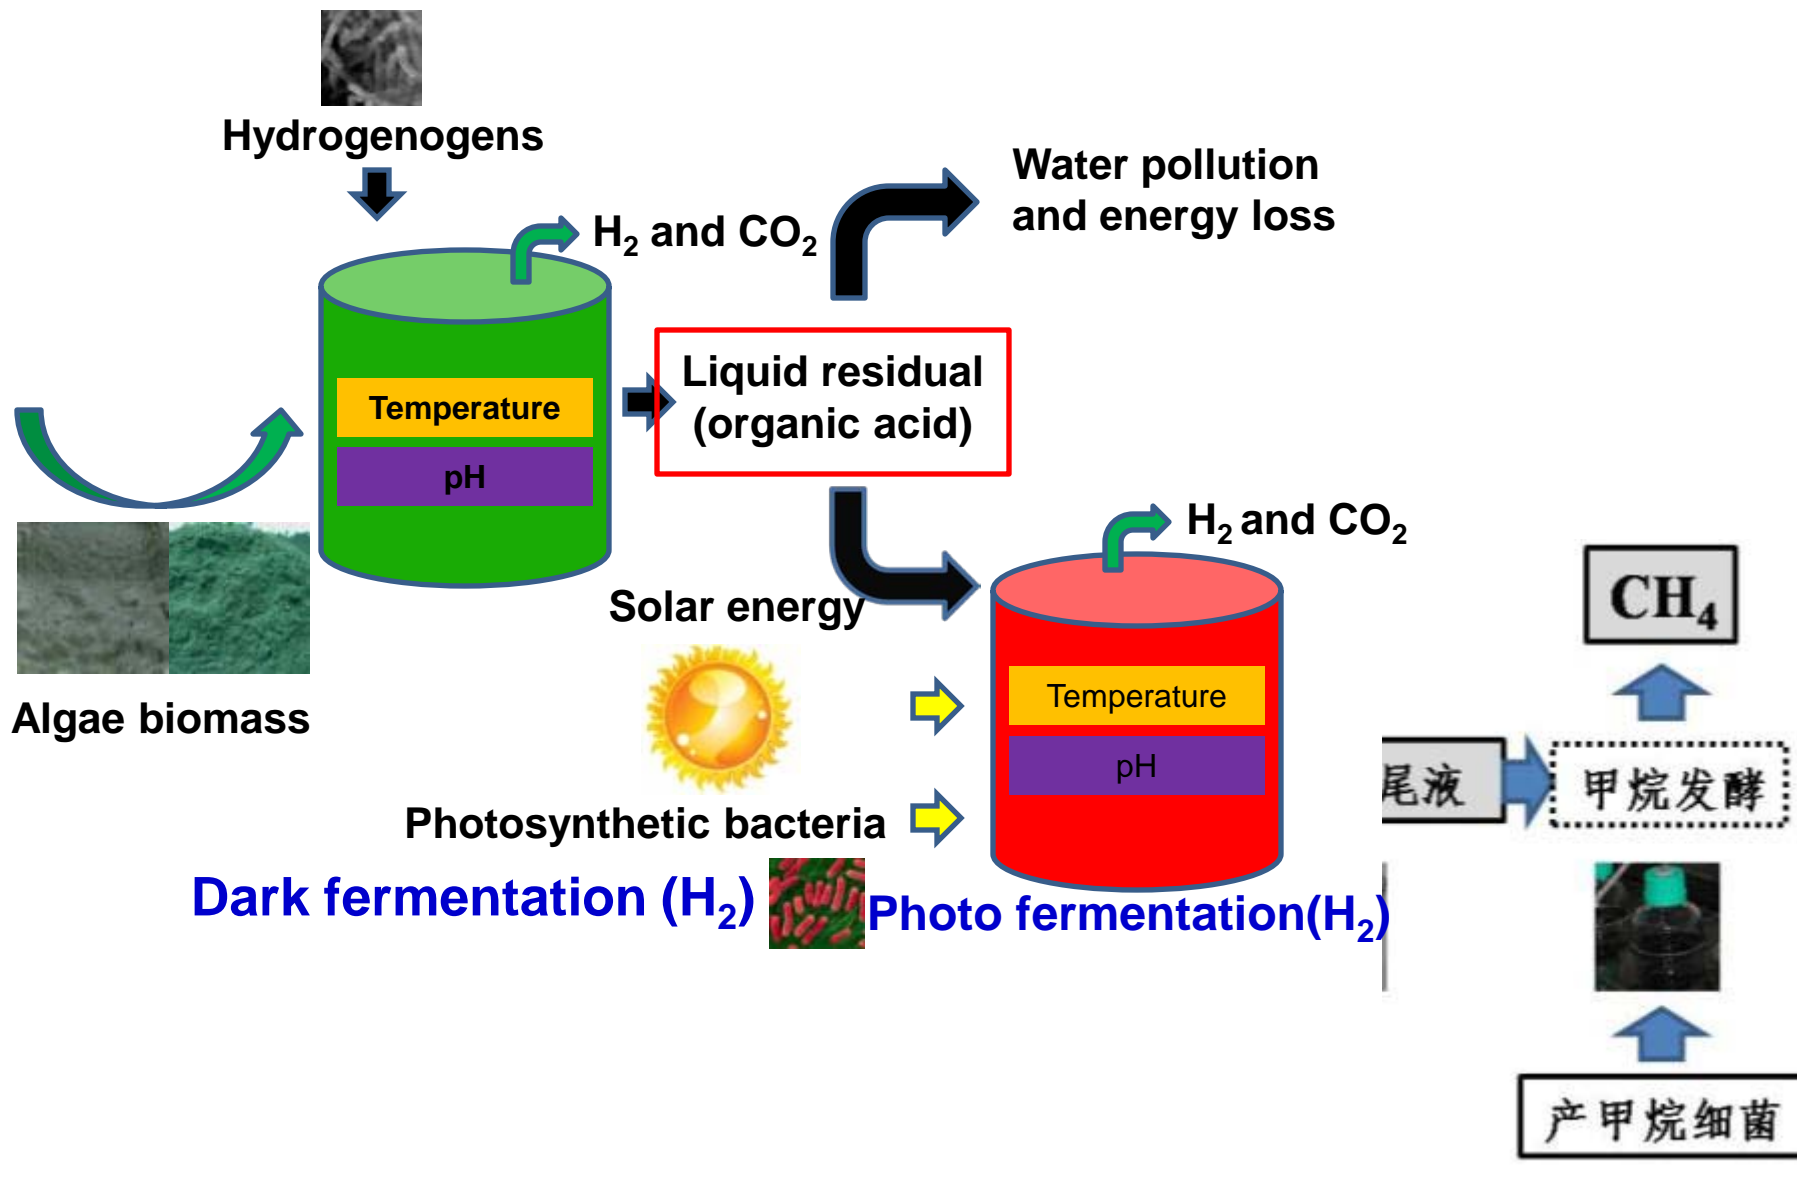 Hydrogenogens
Water pollution
and energy loss
H₂ and CO₂
Liquid residual
(organic acid)
Temperature
pH
Algae biomass
H₂ and CO₂
Solar energy
Temperature
pH
Photosynthetic bacteria
Dark fermentation (H₂)
Photo fermentation(H₂)
CH₄
尾液
甲烷发酵
产甲烷细菌